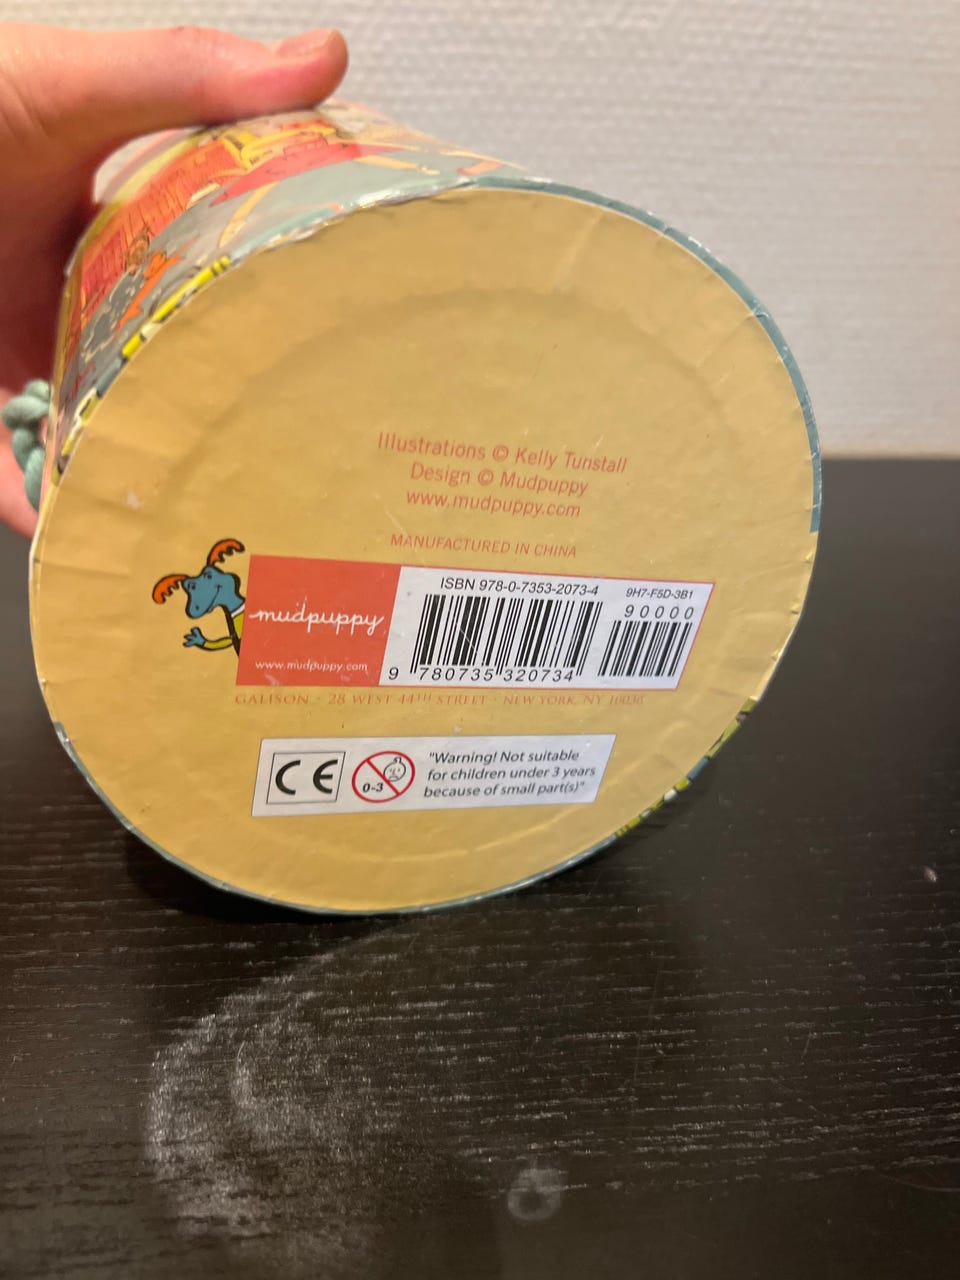 Illustrations © Kelly Tunstall
Design © Mudpuppy
www.mudpuppy.com
MANUFACTURED IN CHINA
ISBN 978-0-7353-2073-4
9H7-F5D-3B1
90000
mudpuppy
www.mudpuppy.com
9 780735 320734
GALISON · 28 WEST 44TH STREET · NEW YORK, NY 10036
CE
0-3
"Warning! Not suitable
for children under 3 years
because of small part(s)"